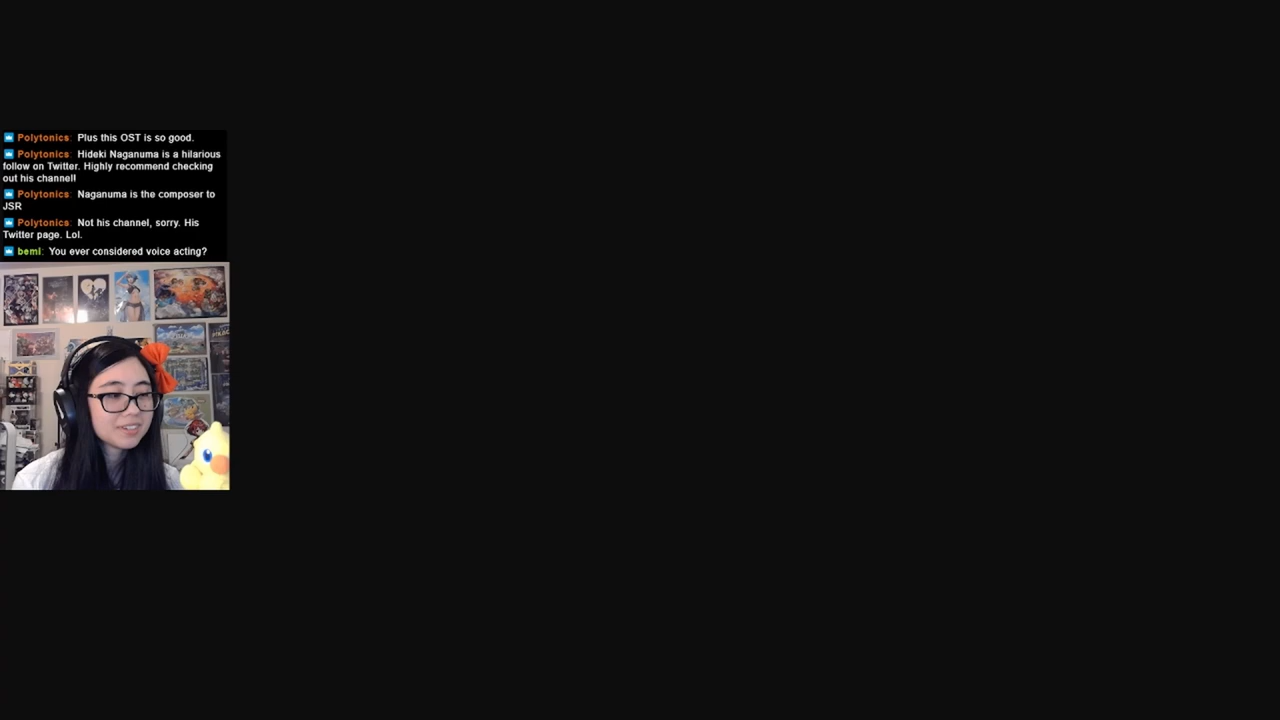 Polytonics: Plus this OST is so good.
Polytonics: Hideki Naganuma is a hilarious
follow on Twitter. Highly recommend checking
out his channel!
Polytonics: Naganuma is the composer to
JSR
Polytonics: Not his channel, sorry. His
Twitter page. Lol.
bemi: You ever considered voice acting?